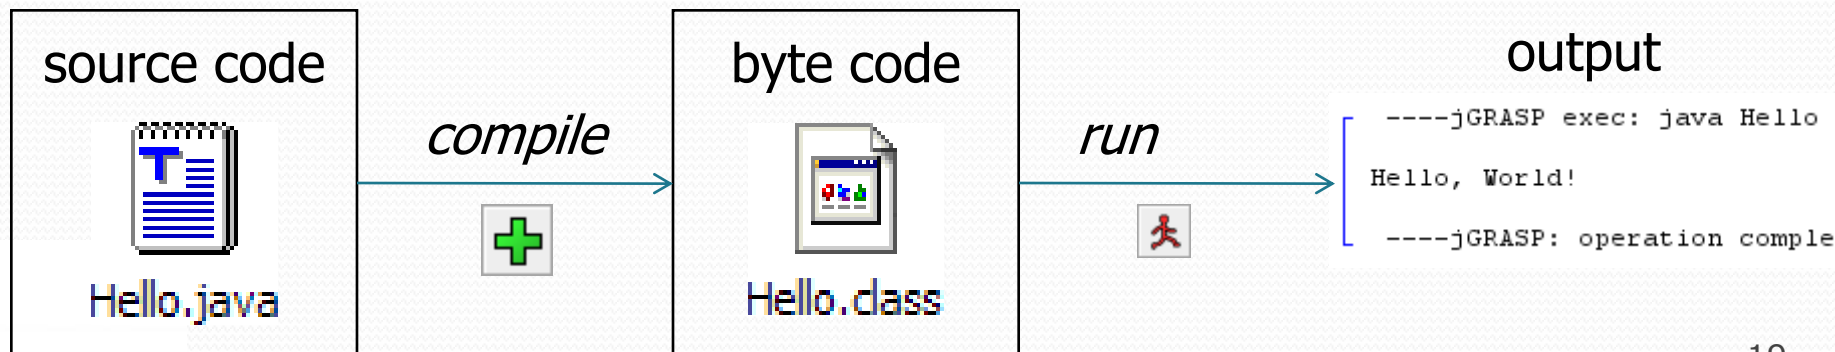 source code
Hello.java
compile
byte code
Hello.class
run
output
----jGRASP exec: java Hello
Hello, World!
----jGRASP: operation comple